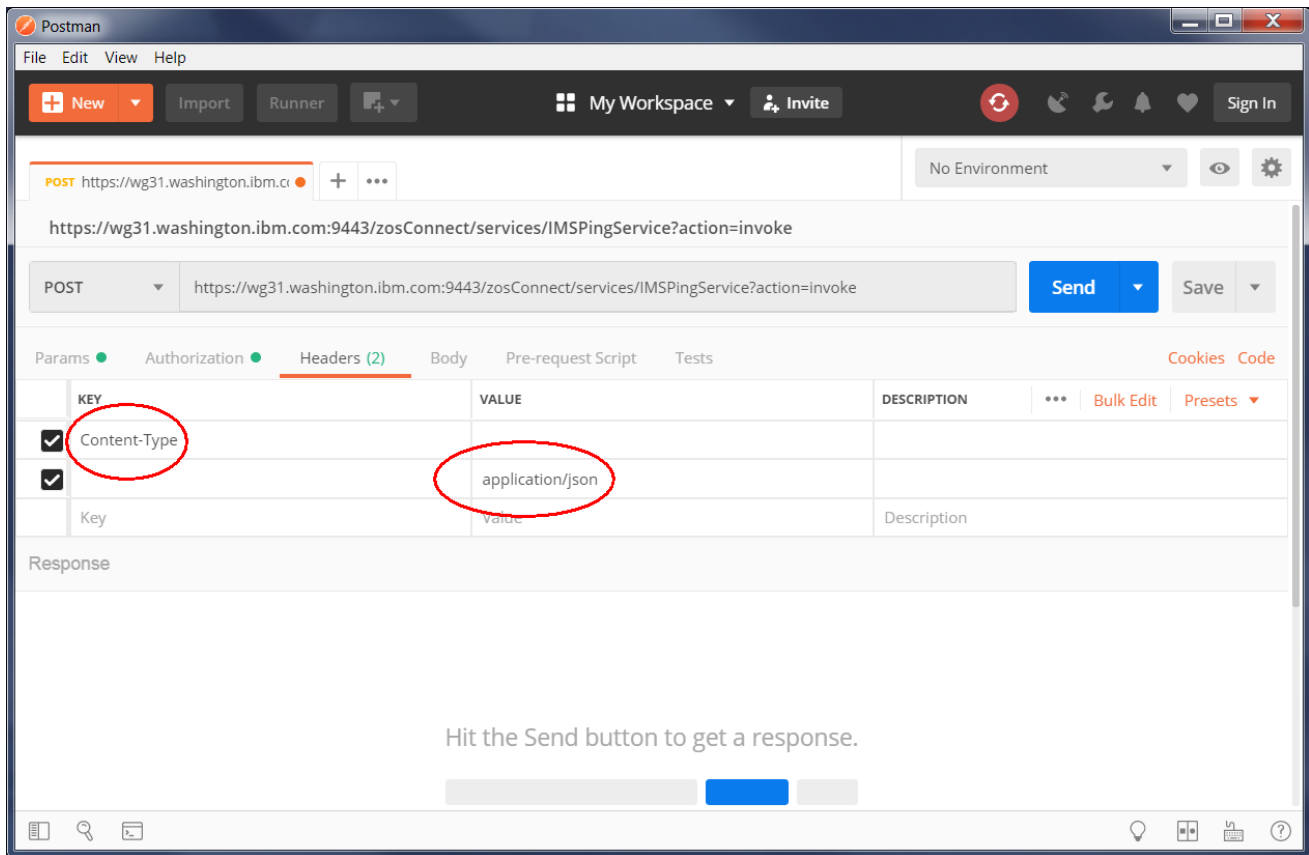 Postman
File Edit View Help
New Import Runner My Workspace Invite Sign In
POST https://wg31.washington.ibm.co + ••• No Environment
https://wg31.washington.ibm.com:9443/zosConnect/services/IMSPingService?action=invoke
POST https://wg31.washington.ibm.com:9443/zosConnect/services/IMSPingService?action=invoke Send Save
Params Authorization Headers (2) Body Pre-request Script Tests Cookies Code
KEY VALUE DESCRIPTION ••• Bulk Edit Presets
Content-Type
application/json
Key Value Description
Response
Hit the Send button to get a response.